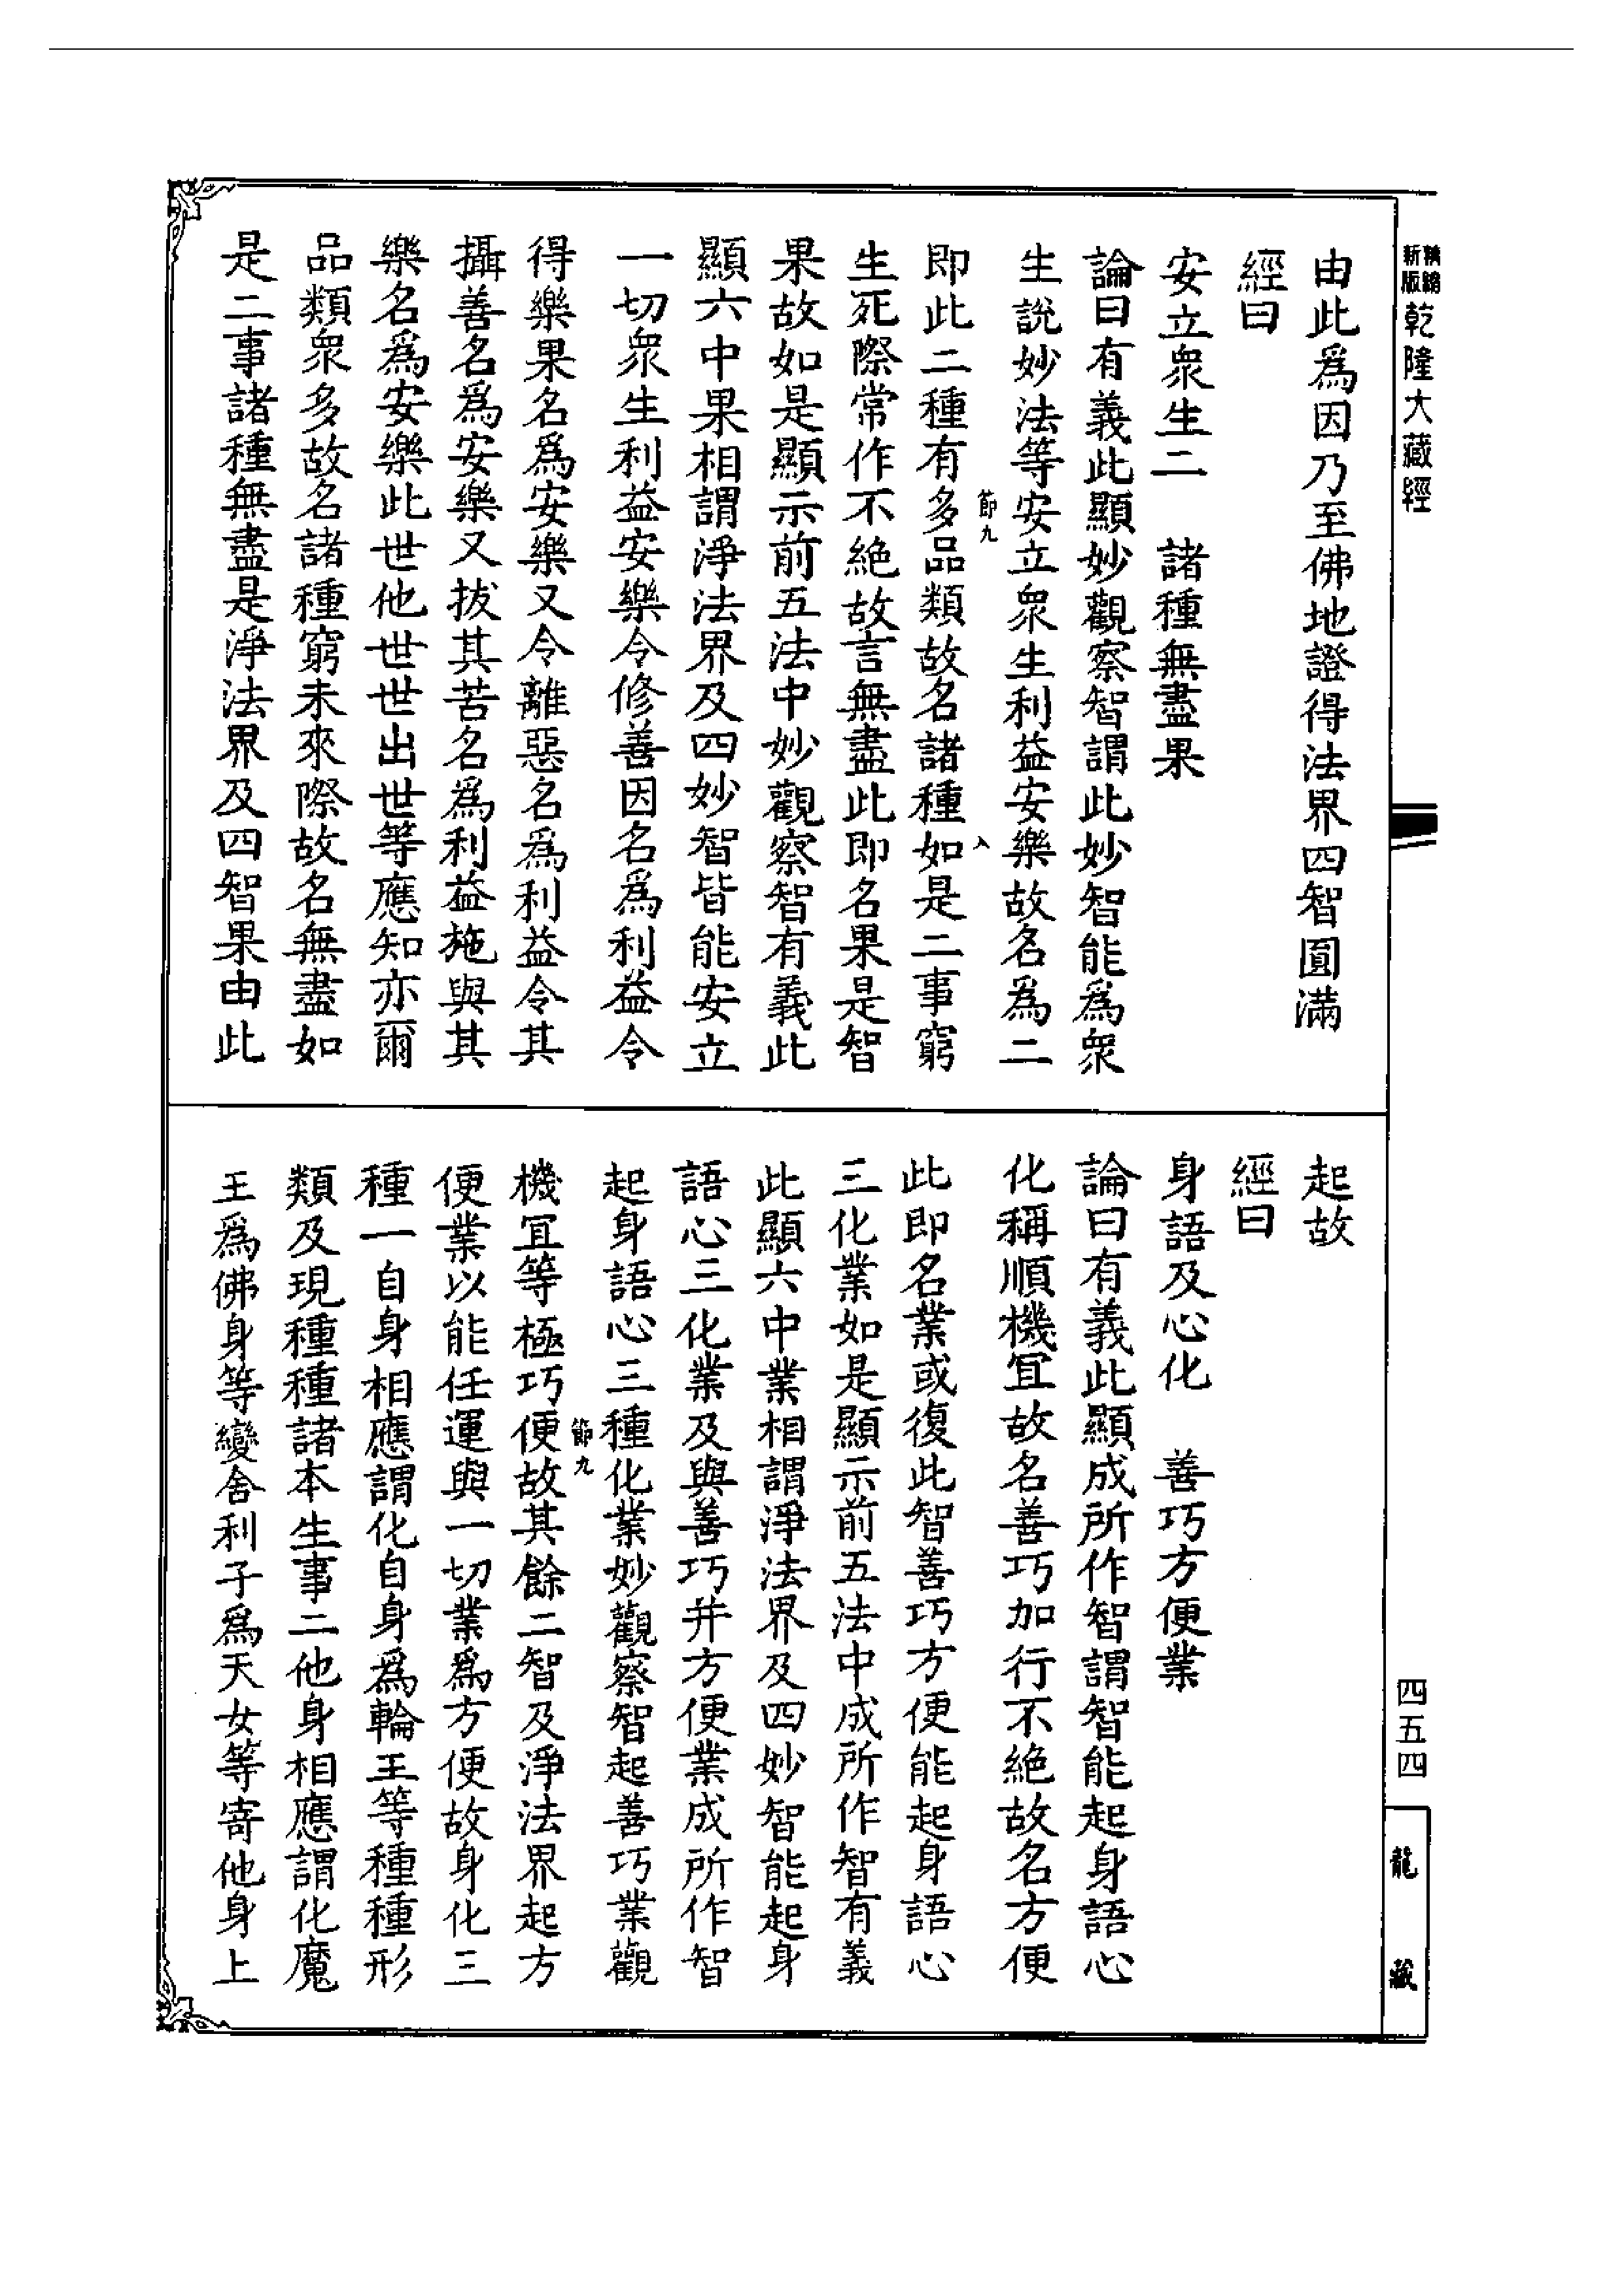 新版 精縮 乾隆大藏經
由此爲因乃至佛地證得法界四智圓滿
經曰
安立衆生二　諸種無盡果
論曰有義此顯妙觀察智謂此妙智能爲衆
生說妙法等安立衆生利益安樂故名爲二
節九
入
即此二種有多品類故名諸種如是二事窮
生死際常作不絕故言無盡此即名果是智
果故如是顯示前五法中妙觀察智有義此
顯六中果相謂淨法界及四妙智皆能安立
一切衆生利益安樂令修善因名爲利益令
得樂果名爲安樂又令離惡名爲利益令其
攝善名爲安樂又拔其苦名爲利益施與其
樂名爲安樂此世他世世出世等應知亦爾
品類衆多故名諸種窮未來際故名無盡如
是二事諸種無盡是淨法界及四智果由此
起故
經曰
身語及心化　善巧方便業
論曰有義此顯成所作智謂智能起身語心
化稱順機宜故名善巧加行不絕故名方便
此即名業或復此智善巧方便能起身語心
三化業如是顯示前五法中成所作智有義
此顯六中業相謂淨法界及四妙智能起身
語心三化業及與善巧并方便業成所作智
起身語心三種化業妙觀察智起善巧業觀
節九
機宜等極巧便故其餘二智及淨法界起方
便業以能任運與一切業爲方便故身化三
種一自身相應謂化自身爲輪王等種種形
類及現種種諸本生事二他身相應謂化魔
王爲佛身等變舍利子爲天女等寄他身上
四五四
龍藏